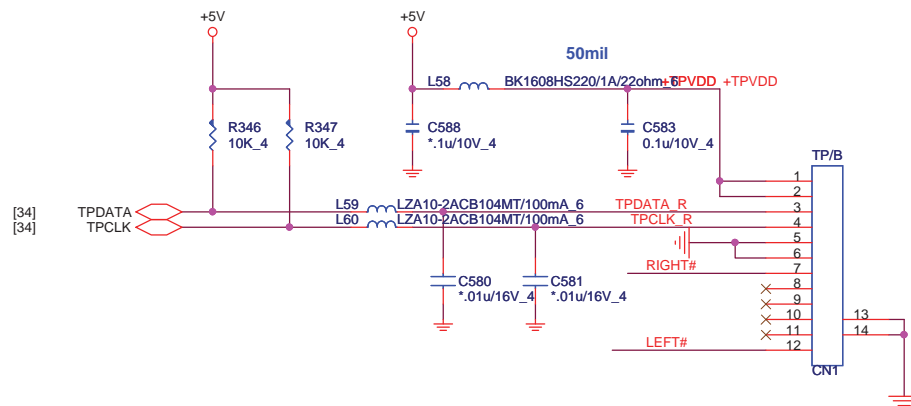 +5V
+5V
50mil
L58
BK1608HS220/1A/22ohm_6
+TPVDD
+TPVDD
R346
10K_4
R347
10K_4
C588
*.1u/10V_4
C583
0.1u/10V_4
TP/B
1
2
[34]
TPDATA
L59
LZA10-2ACB104MT/100mA_6
TPDATA_R
3
[34]
TPCLK
L60
LZA10-2ACB104MT/100mA_6
TPCLK_R
4
5
6
RIGHT#
7
C580
*.01u/16V_4
C581
*.01u/16V_4
8
9
10
11
13
14
LEFT#
12
CN1